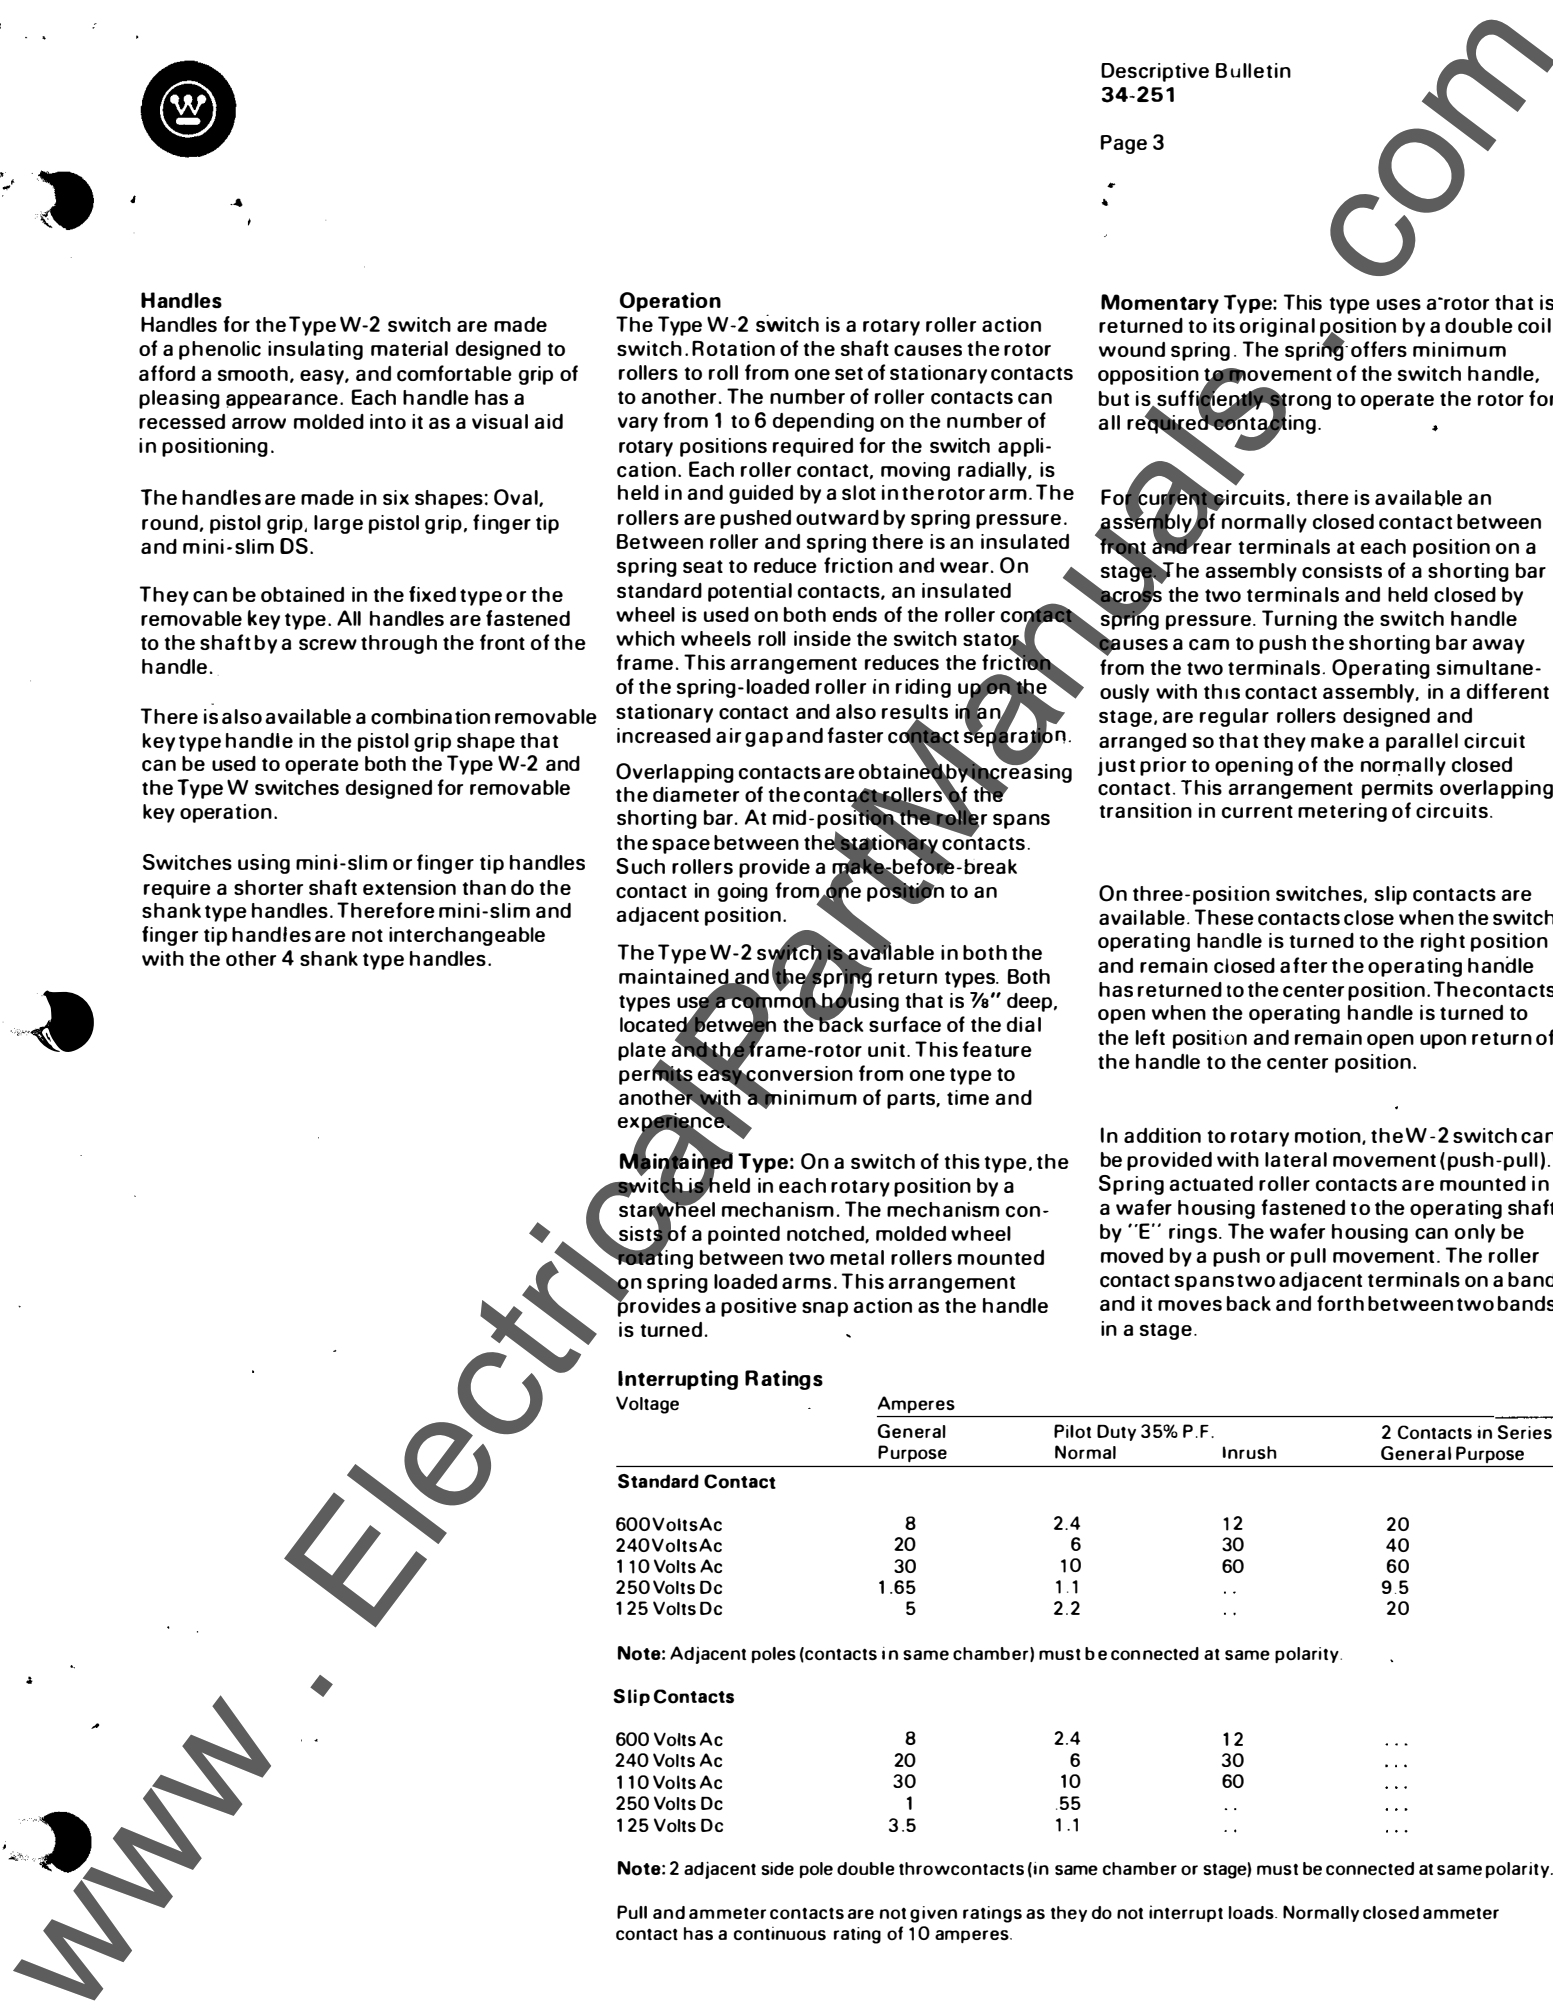 Descriptive Bulletin
34-251
Page 3
Handles
Handles for the Type W-2 switch are made
of a phenolic insulating material designed to
afford a smooth, easy, and comfortable grip of
pleasing appearance. Each handle has a
recessed arrow molded into it as a visual aid
in positioning.
The handles are made in six shapes: Oval,
round, pistol grip, large pistol grip, finger tip
and mini-slim DS.
They can be obtained in the fixed type or the
removable key type. All handles are fastened
to the shaft by a screw through the front of the
handle.
There is also available a combination removable
key type handle in the pistol grip shape that
can be used to operate both the Type W-2 and
the Type W switches designed for removable
key operation.
Switches using mini-slim or finger tip handles
require a shorter shaft extension than do the
shank type handles. Therefore mini-slim and
finger tip handles are not interchangeable
with the other 4 shank type handles.
Operation
The Type W-2 switch is a rotary roller action
switch. Rotation of the shaft causes the rotor
rollers to roll from one set of stationary contacts
to another. The number of roller contacts can
vary from 1 to 6 depending on the number of
rotary positions required for the switch appli-
cation. Each roller contact, moving radially, is
held in and guided by a slot in the rotor arm. The
rollers are pushed outward by spring pressure.
Between roller and spring there is an insulated
spring seat to reduce friction and wear. On
standard potential contacts, an insulated
wheel is used on both ends of the roller contact
which wheels roll inside the switch stator
frame. This arrangement reduces the friction
of the spring-loaded roller in riding up on the
stationary contact and also results in an
increased air gap and faster contact separation.
Overlapping contacts are obtained by increasing
the diameter of the contact rollers of the
shorting bar. At mid-position the roller spans
the space between the stationary contacts.
Such rollers provide a make-before-break
contact in going from one position to an
adjacent position.
The Type W-2 switch is available in both the
maintained and the spring return types. Both
types use a common housing that is ⅞" deep,
located between the back surface of the dial
plate and the frame-rotor unit. This feature
permits easy conversion from one type to
another with a minimum of parts, time and
experience.
Maintained Type: On a switch of this type, the
switch is held in each rotary position by a
starwheel mechanism. The mechanism con-
sists of a pointed notched, molded wheel
rotating between two metal rollers mounted
on spring loaded arms. This arrangement
provides a positive snap action as the handle
is turned.
Momentary Type: This type uses a rotor that is
returned to its original position by a double coil
wound spring. The spring offers minimum
opposition to movement of the switch handle,
but is sufficiently strong to operate the rotor for
all required contacting.
For current circuits, there is available an
assembly of normally closed contact between
front and rear terminals at each position on a
stage. The assembly consists of a shorting bar
across the two terminals and held closed by
spring pressure. Turning the switch handle
causes a cam to push the shorting bar away
from the two terminals. Operating simultane-
ously with this contact assembly, in a different
stage, are regular rollers designed and
arranged so that they make a parallel circuit
just prior to opening of the normally closed
contact. This arrangement permits overlapping
transition in current metering of circuits.
On three-position switches, slip contacts are
available. These contacts close when the switch
operating handle is turned to the right position
and remain closed after the operating handle
has returned to the center position. The contacts
open when the operating handle is turned to
the left position and remain open upon return of
the handle to the center position.
In addition to rotary motion, the W-2 switch can
be provided with lateral movement (push-pull).
Spring actuated roller contacts are mounted in
a wafer housing fastened to the operating shaft
by "E" rings. The wafer housing can only be
moved by a push or pull movement. The roller
contact spans two adjacent terminals on a band
and it moves back and forth between two bands
in a stage.
Interrupting Ratings
Voltage Amperes
General Pilot Duty 35% P.F. 2 Contacts in Series
Purpose Normal Inrush General Purpose
Standard Contact
600 Volts Ac 8 2.4 12 20
240 Volts Ac 20 6 30 40
110 Volts Ac 30 10 60 60
250 Volts Dc 1.65 1.1 .. 9.5
125 Volts Dc 5 2.2 .. 20
Note: Adjacent poles (contacts in same chamber) must be connected at same polarity.
Slip Contacts
600 Volts Ac 8 2.4 12 ...
240 Volts Ac 20 6 30 ...
110 Volts Ac 30 10 60 ...
250 Volts Dc 1 .55 .. ...
125 Volts Dc 3.5 1.1 .. ...
Note: 2 adjacent side pole double throw contacts (in same chamber or stage) must be connected at same polarity.
Pull and ammeter contacts are not given ratings as they do not interrupt loads. Normally closed ammeter
contact has a continuous rating of 10 amperes.
www . ElectricalPartManuals . com